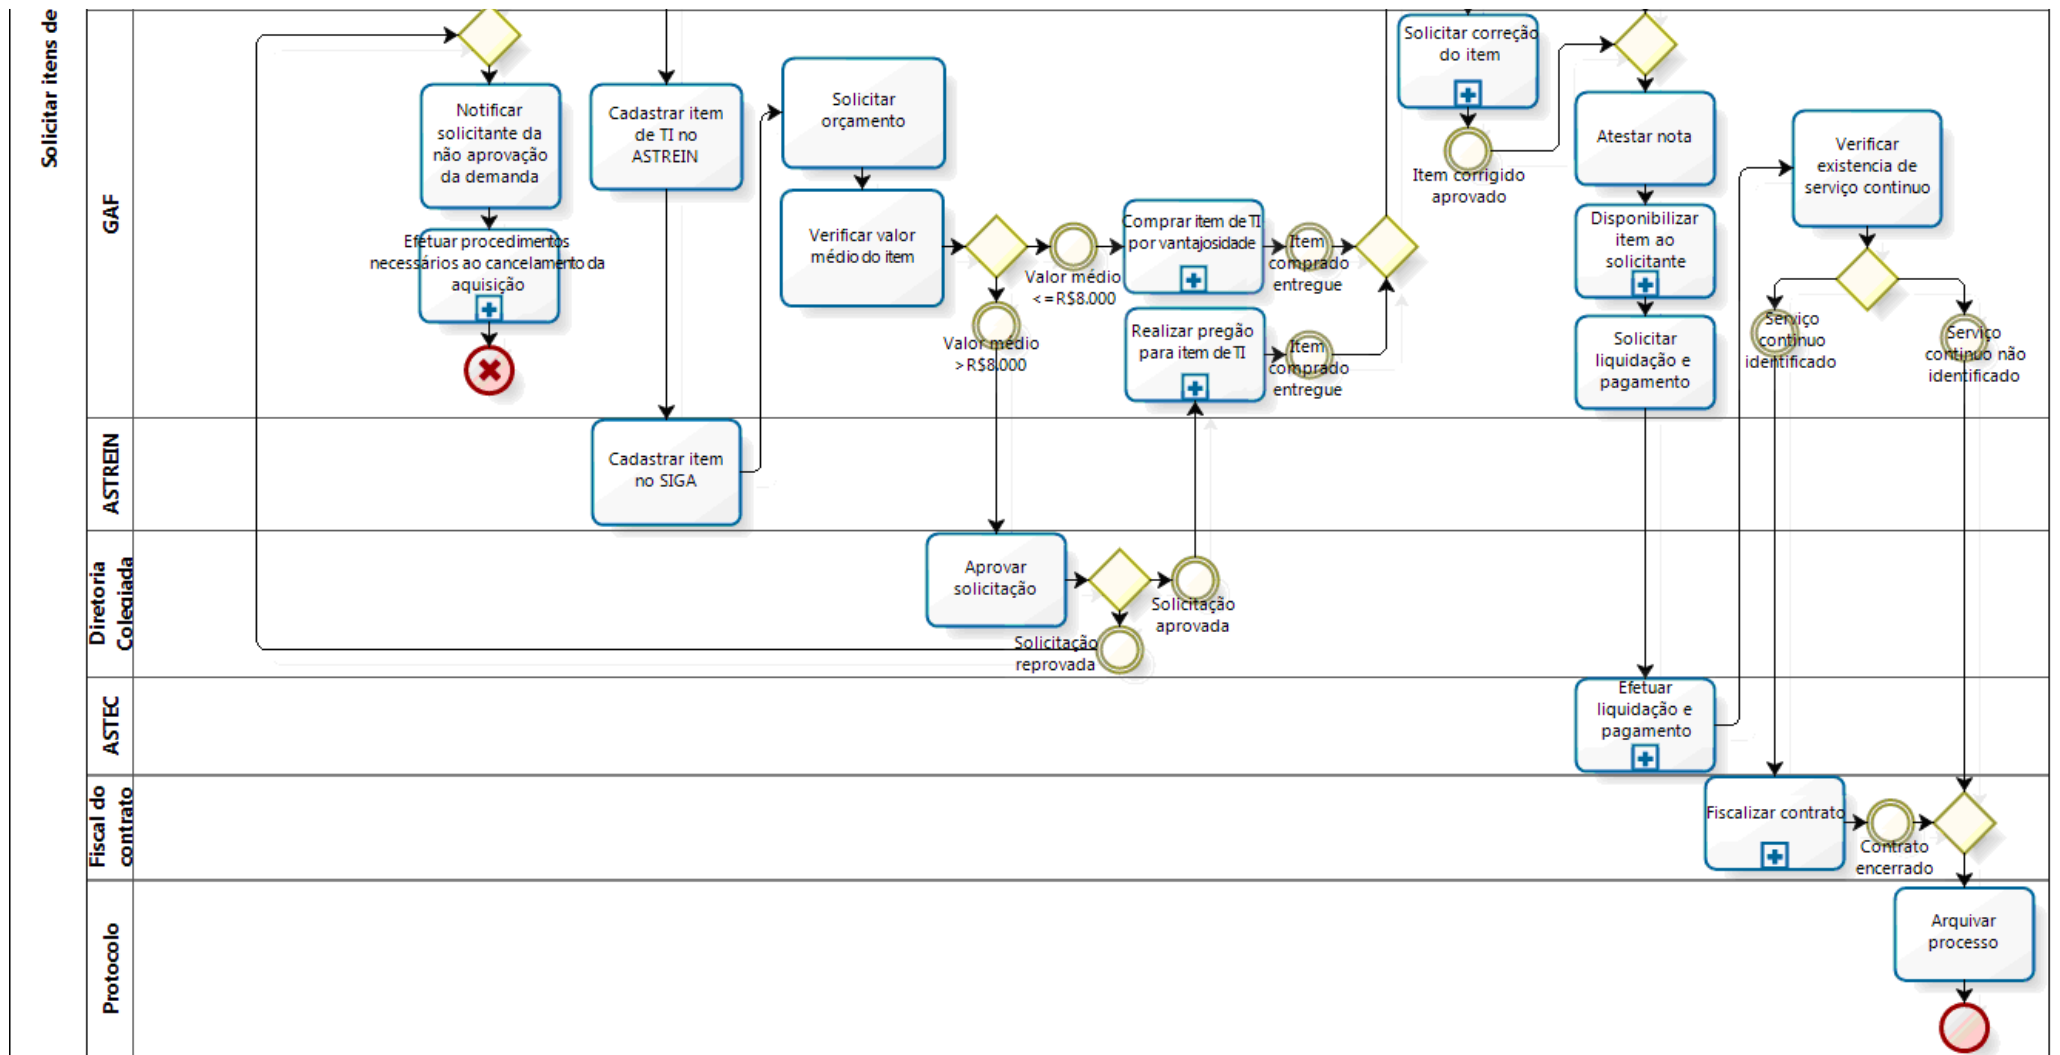 Solicitar itens de
GAF
Notificar
solicitante da
não aprovação
da demanda
Efetuar procedimentos
necessários ao cancelamento da
aquisição
Cadastrar item
de TI no
ASTREIN
Solicitar
orçamento
Verificar valor
médio do item
Valor médio
<=R$8.000
Valor médio
>R$8.000
Comprar item de TI
por vantajosidade
Item
comprado
entregue
Realizar pregão
para item de TI
Item
comprado
entregue
Solicitar correção
do item
Item corrigido
aprovado
Atestar nota
Disponibilizar
item ao
solicitante
Solicitar
liquidação e
pagamento
Verificar
existencia de
serviço continuo
Serviço
continuo
identificado
Serviço
continuo não
identificado
ASTREIN
Cadastrar item
no SIGA
Diretoria
Colegiada
Aprovar
solicitação
Solicitação
aprovada
Solicitação
reprovada
ASTEC
Efetuar
liquidação e
pagamento
Fiscal do
contrato
Fiscalizar contrato
Contrato
encerrado
Protocolo
Arquivar
processo